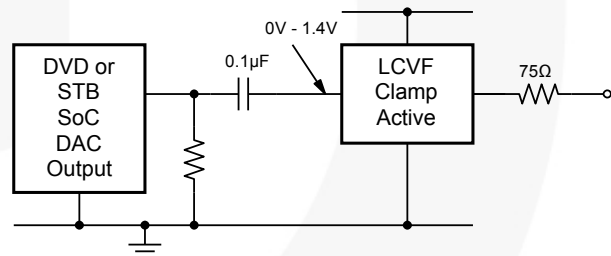 DVD or
STB
SoC
DAC
Output
0.1µF
0V - 1.4V
LCVF
Clamp
Active
75Ω